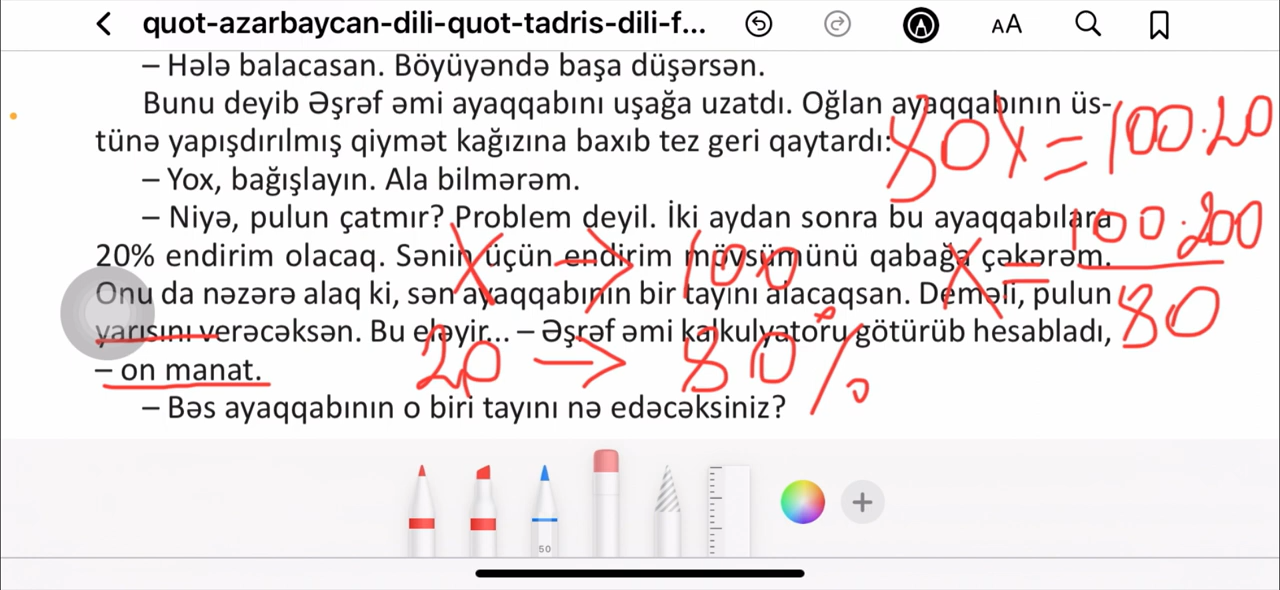 quot-azarbaycan-dili-quot-tadris-dili-f...
AA
– Hələ balacasan. Böyüyəndə başa düşərsən.
Bunu deyib Əşrəf əmi ayaqqabını uşağa uzatdı. Oğlan ayaqqabının üs-
tünə yapışdırılmış qiymət kağızına baxıb tez geri qaytardı:
80X=100·20
– Yox, bağışlayın. Ala bilmərəm.
– Niyə, pulun çatmır? Problem deyil. İki aydan sonra bu ayaqqabılara
20% endirim olacaq. Sənin üçün endirim mövsümünü qabağa çəkərəm.
X → 100
X = 100·200
80
Onu da nəzərə alaq ki, sən ayaqqabının bir tayını alacaqsan. Deməli, pulun
yarısını verəcəksən. Bu eləyir... – Əşrəf əmi kalkulyatoru götürüb hesabladı,
20 → 80%
– on manat.
– Bəs ayaqqabının o biri tayını nə edəcəksiniz?
50